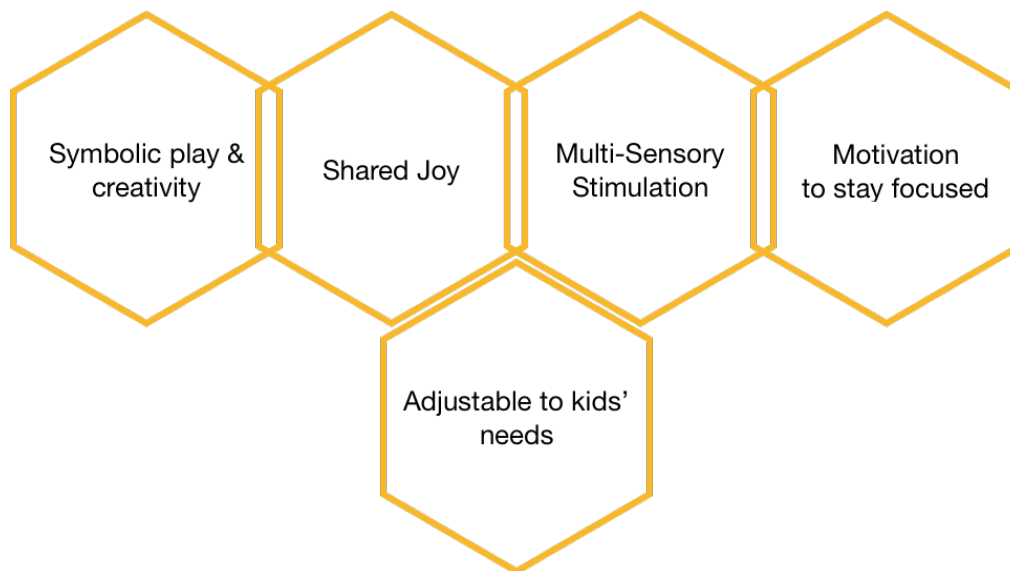 Symbolic play &
creativity
Shared Joy
Multi-Sensory
Stimulation
Motivation
to stay focused
Adjustable to kids’
needs